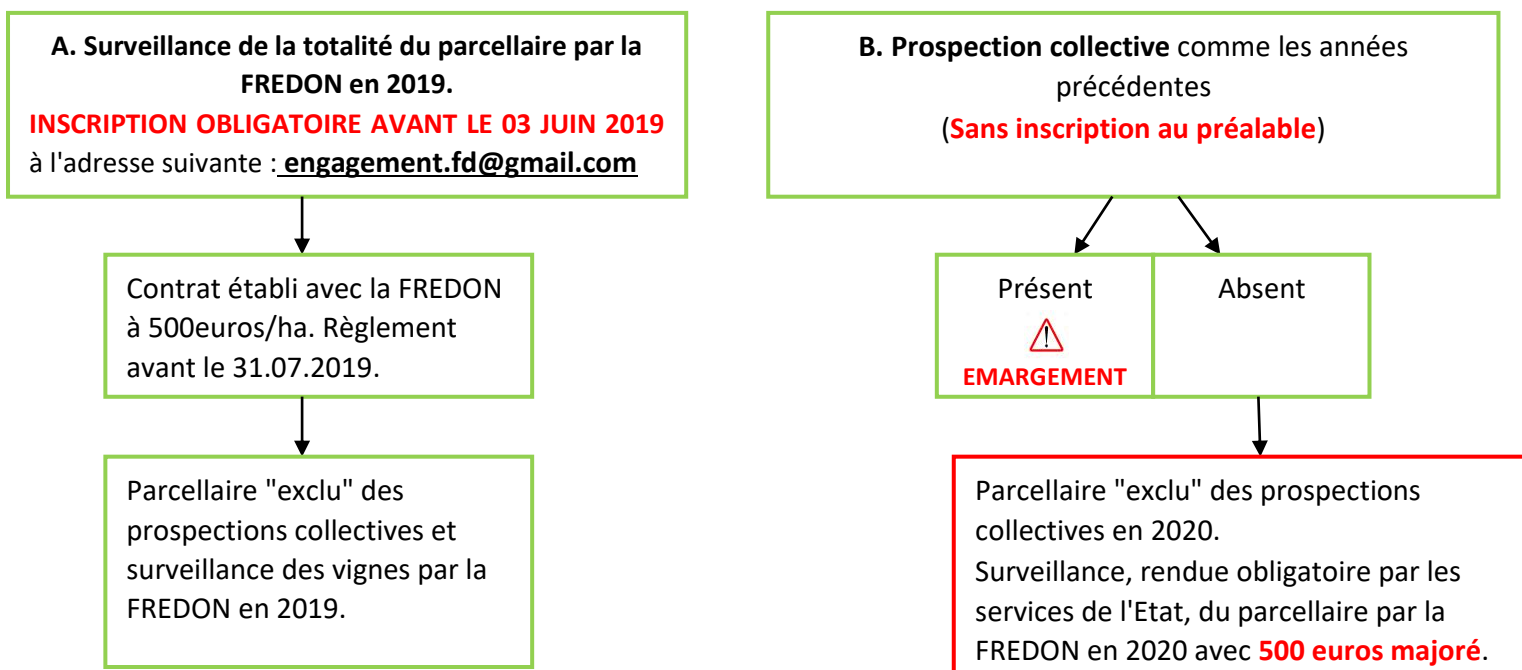 A. Surveillance de la totalité du parcellaire par la
FREDON en 2019.
INSCRIPTION OBLIGATOIRE AVANT LE 03 JUIN 2019
à l'adresse suivante : engagement.fd@gmail.com
Contrat établi avec la FREDON
à 500euros/ha. Règlement
avant le 31.07.2019.
Parcellaire "exclu" des
prospections collectives et
surveillance des vignes par la
FREDON en 2019.
B. Prospection collective comme les années
précédentes
(Sans inscription au préalable)
Présent
EMARGEMENT
Absent
Parcellaire "exclu" des prospections
collectives en 2020.
Surveillance, rendue obligatoire par les
services de l'Etat, du parcellaire par la
FREDON en 2020 avec 500 euros majoré.